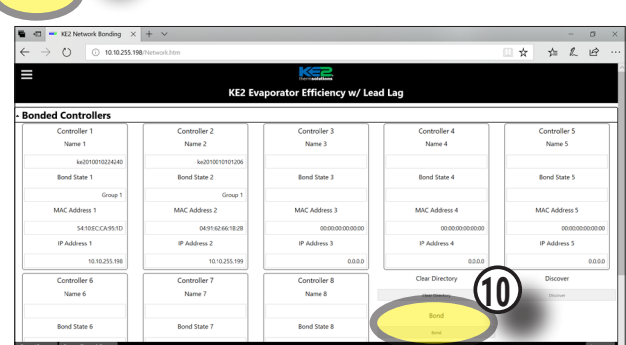 KE2 Network Bonding
10.10.255.198/Network.htm
KE2
therm solutions
KE2 Evaporator Efficiency w/ Lead Lag
- Bonded Controllers
Controller 1 Controller 2 Controller 3 Controller 4 Controller 5
Name 1 Name 2 Name 3 Name 4 Name 5
ke2010010224240 ke2010010101206
Bond State 1 Bond State 2 Bond State 3 Bond State 4 Bond State 5
Group 1 Group 1
MAC Address 1 MAC Address 2 MAC Address 3 MAC Address 4 MAC Address 5
54:10:EC:CA:95:1D 04:91:62:66:18:2B 00:00:00:00:00:00 00:00:00:00:00:00 00:00:00:00:00:00
IP Address 1 IP Address 2 IP Address 3 IP Address 4 IP Address 5
10.10.255.198 10.10.255.199 0.0.0.0 0.0.0.0 0.0.0.0
Controller 6 Controller 7 Controller 8 Clear Directory Discover
Name 6 Name 7 Name 8 Clear Directory 10 Discover
Bond
Bond State 6 Bond State 7 Bond State 8 Bond